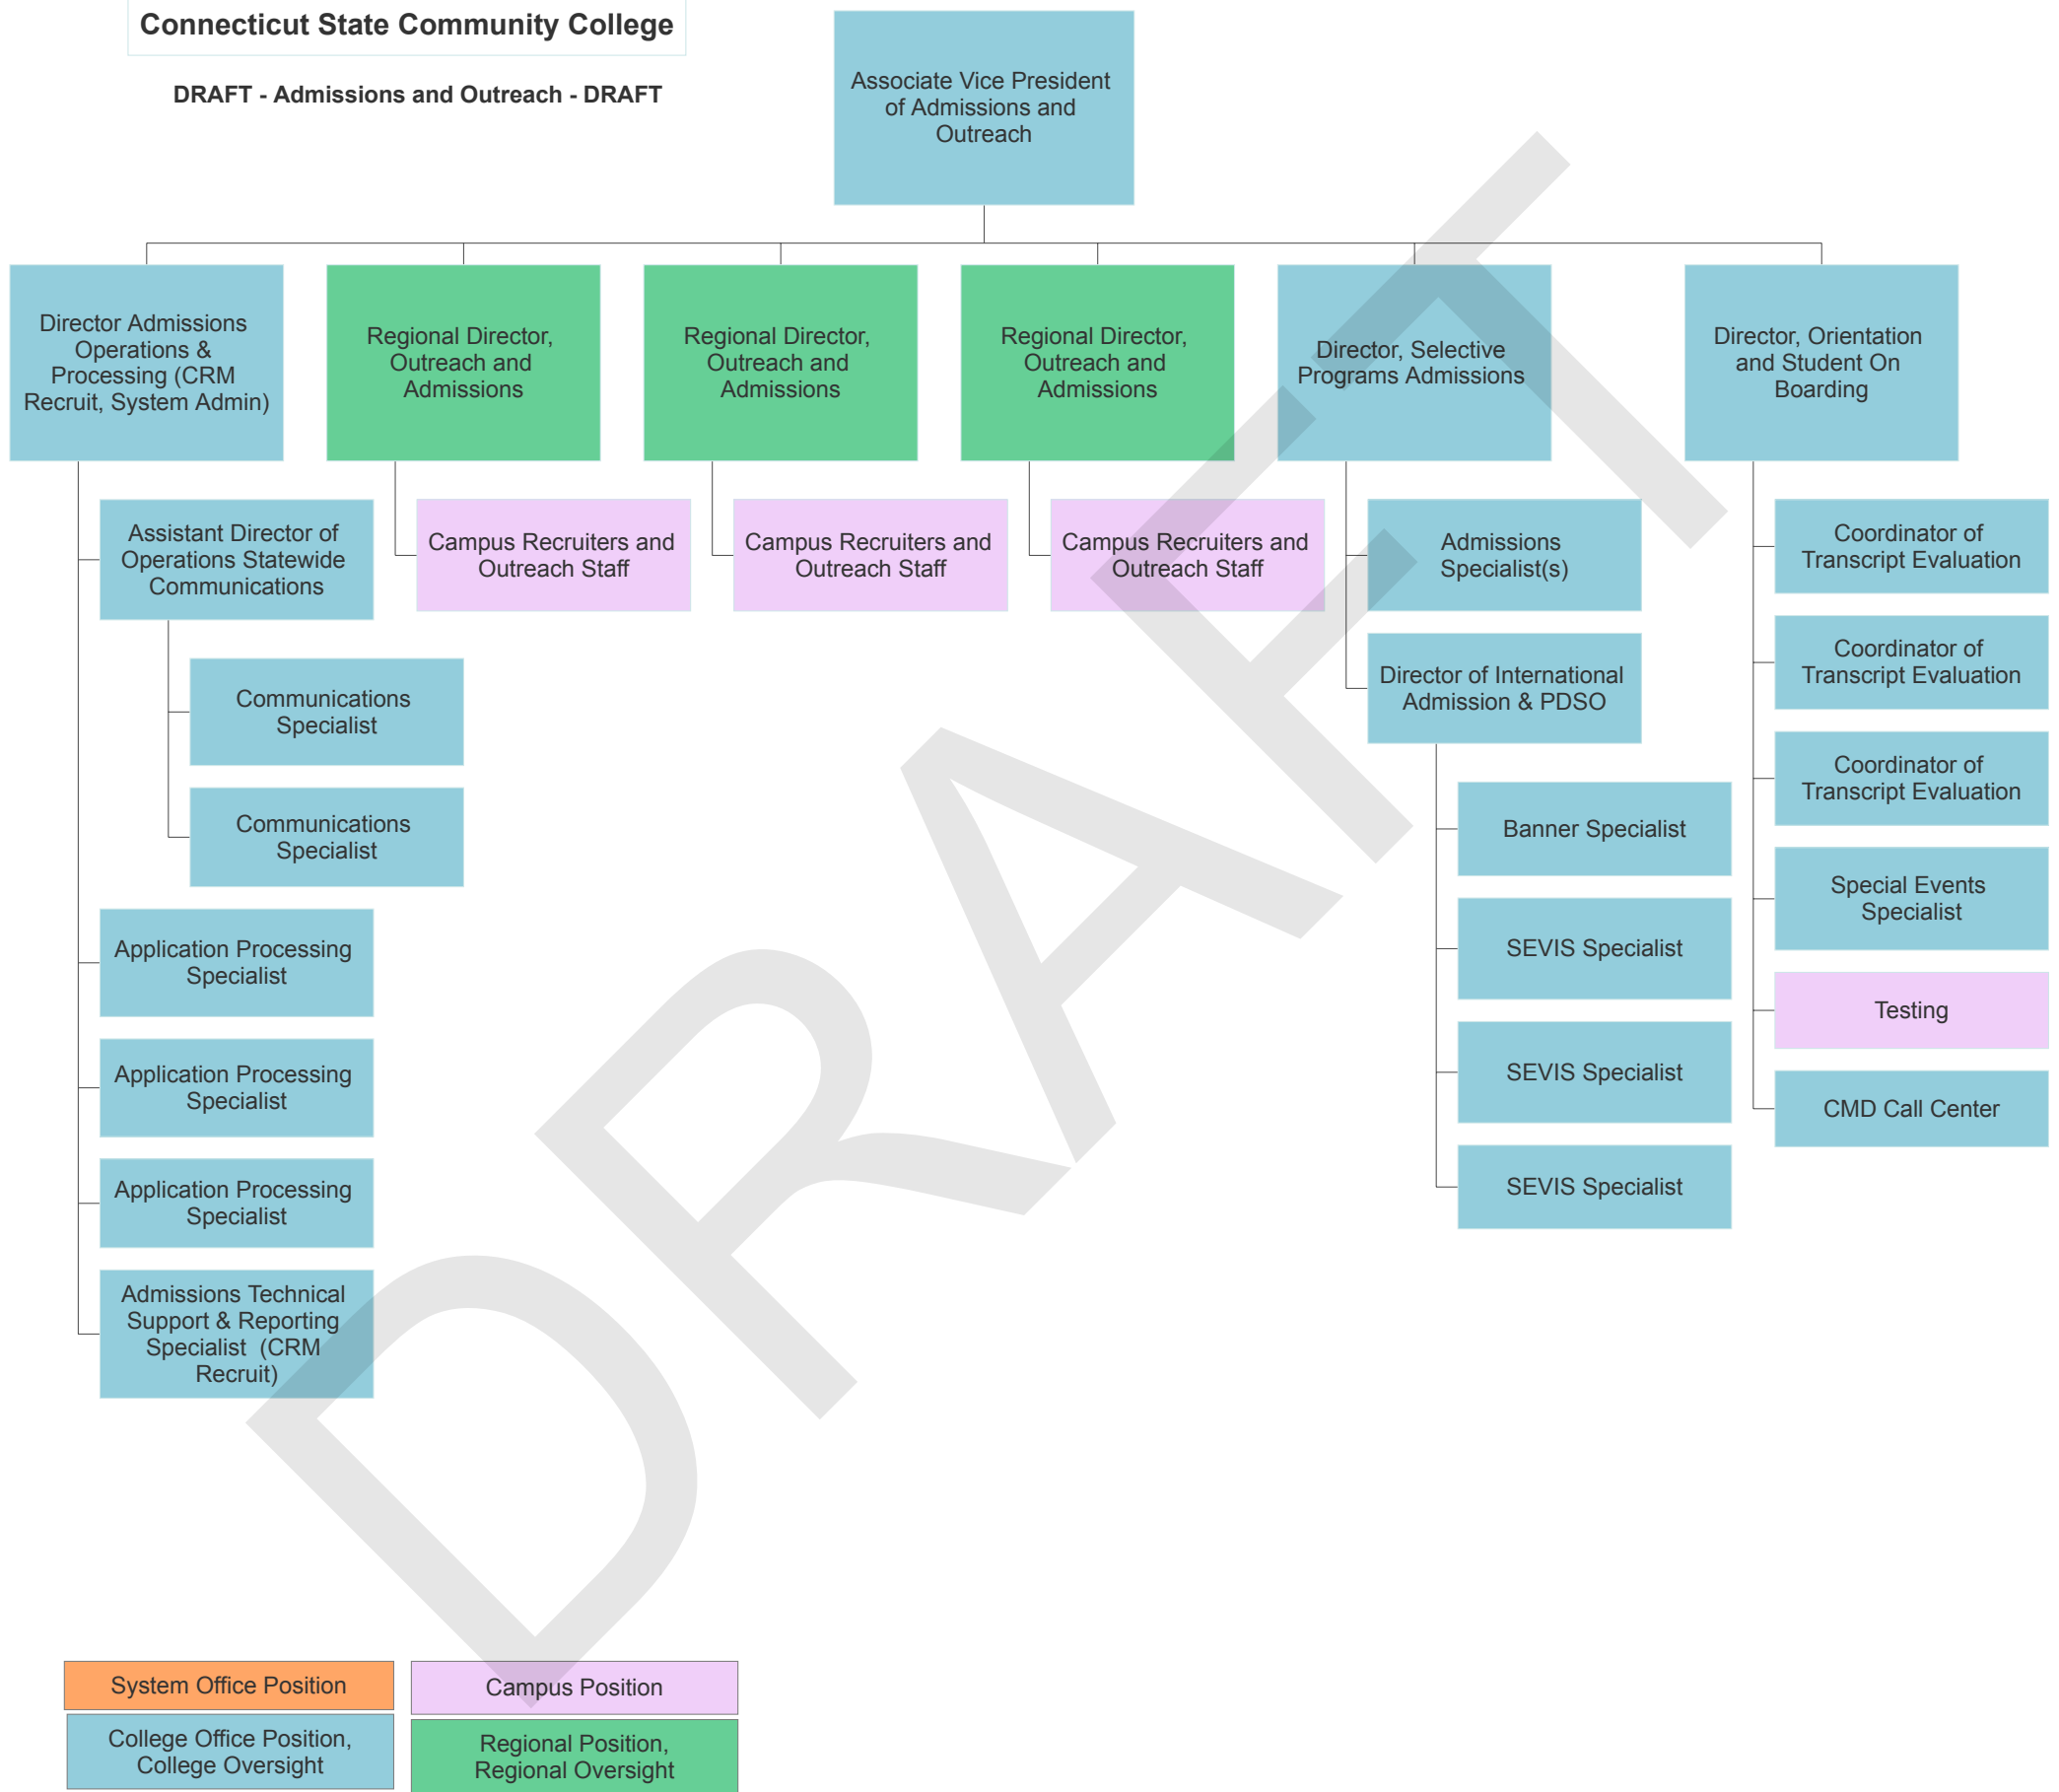 Connecticut State Community College
DRAFT - Admissions and Outreach - DRAFT
Associate Vice President
of Admissions and
Outreach
Director Admissions
Operations &
Processing (CRM
Recruit, System Admin)
Regional Director,
Outreach and
Admissions
Regional Director,
Outreach and
Admissions
Regional Director,
Outreach and
Admissions
Director, Selective
Programs Admissions
Director, Orientation
and Student On
Boarding
Assistant Director of
Operations Statewide
Communications
Communications
Specialist
Communications
Specialist
Application Processing
Specialist
Application Processing
Specialist
Application Processing
Specialist
Admissions Technical
Support & Reporting
Specialist (CRM
Recruit)
Campus Recruiters and
Outreach Staff
Campus Recruiters and
Outreach Staff
Campus Recruiters and
Outreach Staff
Admissions
Specialist(s)
Director of International
Admission & PDSO
Banner Specialist
SEVIS Specialist
SEVIS Specialist
SEVIS Specialist
Coordinator of
Transcript Evaluation
Coordinator of
Transcript Evaluation
Coordinator of
Transcript Evaluation
Special Events
Specialist
Testing
CMD Call Center
DRAFT
System Office Position
Campus Position
College Office Position,
College Oversight
Regional Position,
Regional Oversight